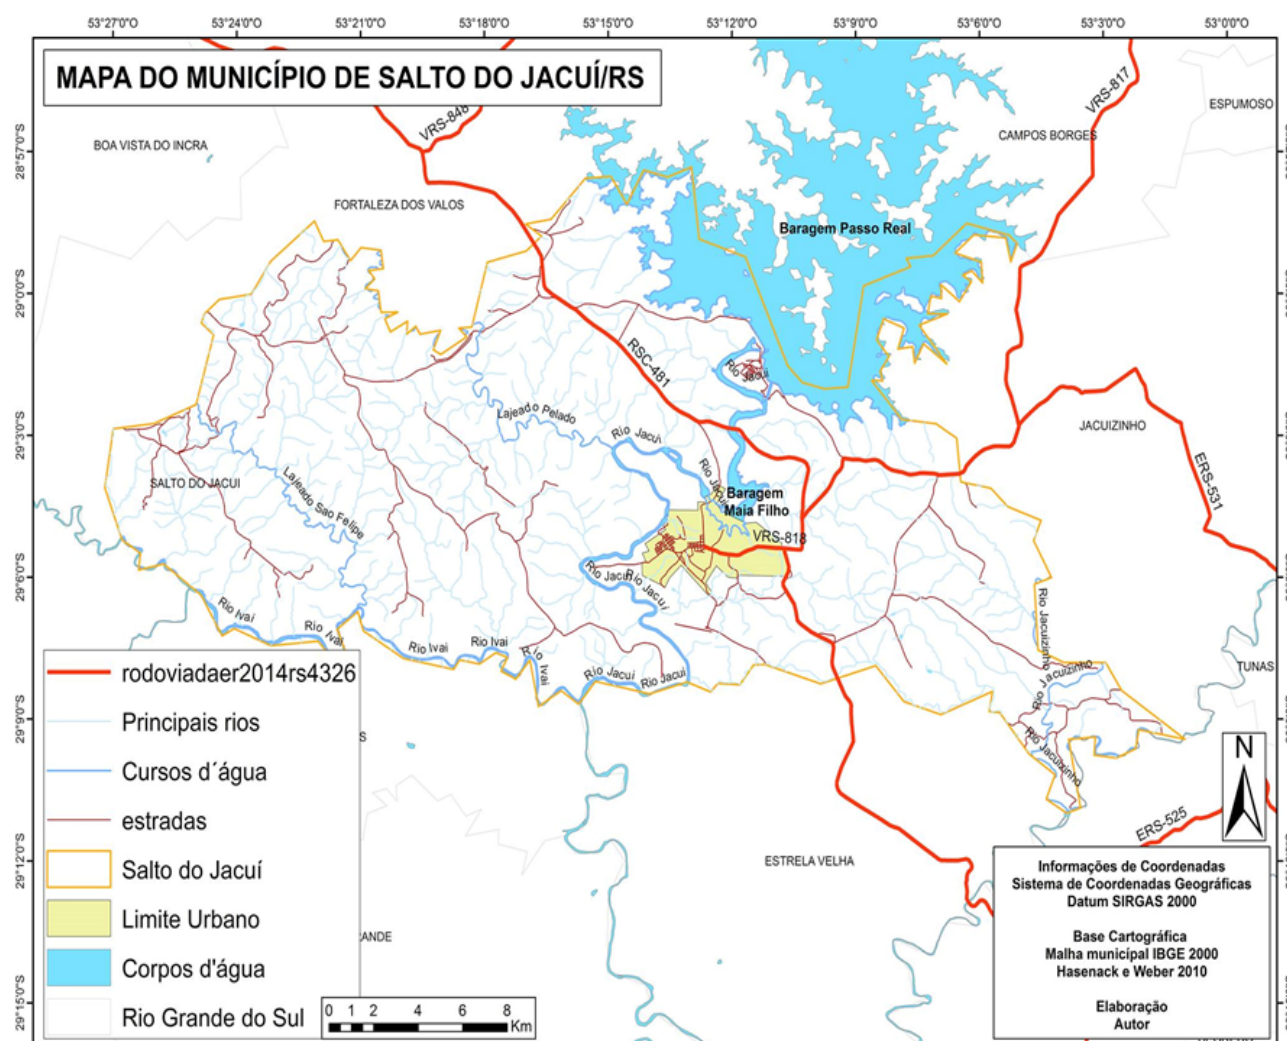 53°27'0"O 53°24'0"O 53°21'0"O 53°18'0"O 53°15'0"O 53°12'0"O 53°9'0"O 53°6'0"O 53°3'0"O 53°0'0"O
MAPA DO MUNICÍPIO DE SALTO DO JACUÍ/RS
VRS-817
ESPUMOSO
VRS-848
CAMPOS BORGES
BOA VISTA DO INCRA
28°57'0"S
FORTALEZA DOS VALOS
Baragem Passo Real
29°0'0"S
RSC-481
Rio Jacui
Lajeado Pelado
29°3'0"S
Rio Jacui
JACUIZINHO
Rio Jacui
ERS-531
SALTO DO JACUI
Lajeado Sao Felipe
Baragem
Maia Filho
VRS-818
29°6'0"S
Rio Jacui
Rio Jacui
Rio Ivai
Rio Ivai
Rio Ivai
Rio Ivai
Rio Ivai
Rio Jacui
Rio Jacui
Rio Jacuizinho
Rio Jacuizinho
Rio Jacuizinho
TUNAS
29°9'0"S
rodoviadaer2014rs4326
Principais rios
Cursos d´água
estradas
Salto do Jacuí
Limite Urbano
Corpos d'água
Rio Grande do Sul
S
ANDE
N
ERS-525
29°12'0"S
ESTRELA VELHA
Informações de Coordenadas
Sistema de Coordenadas Geográficas
Datum SIRGAS 2000
Base Cartográfica
Malha municipal IBGE 2000
Hasenack e Weber 2010
Elaboração
Autor
29°15'0"S
0 1 2 4 6 8
Km